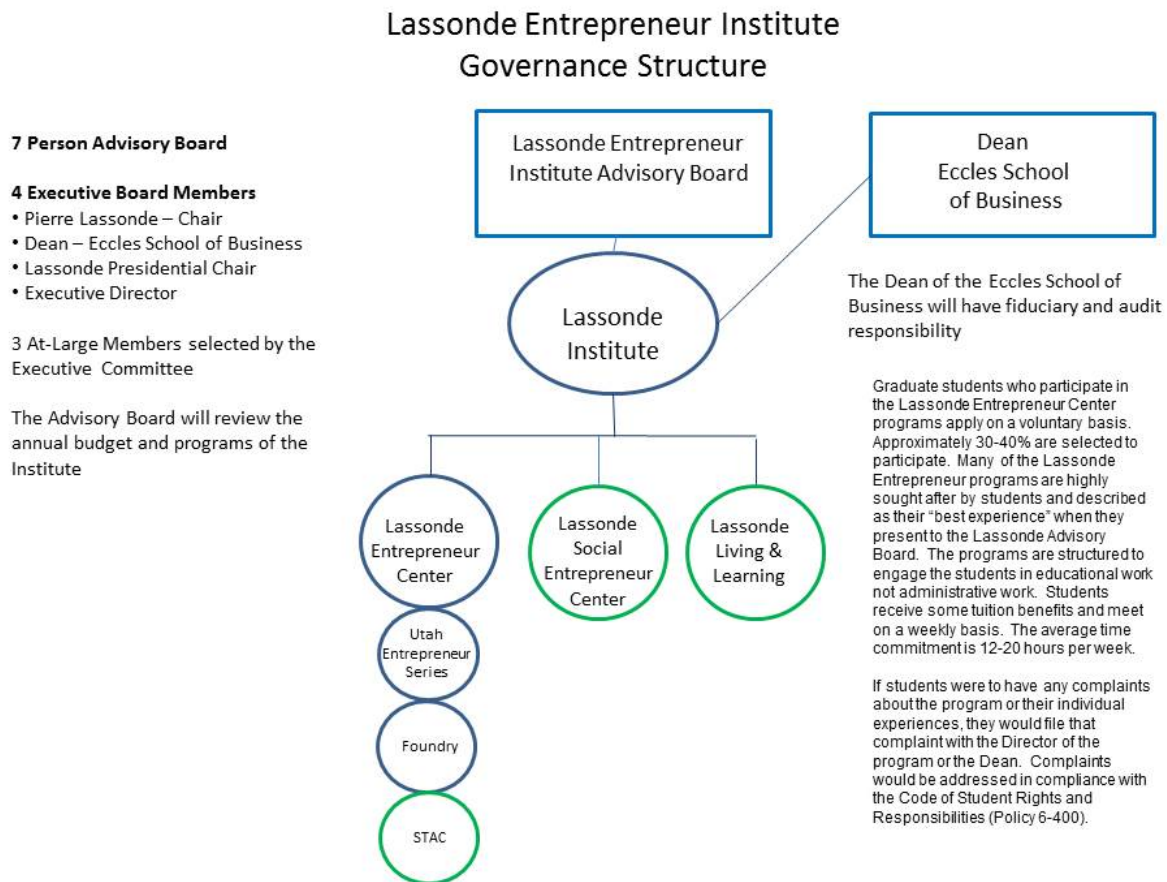 Lassonde Entrepreneur Institute
Governance Structure
7 Person Advisory Board
4 Executive Board Members
• Pierre Lassonde – Chair
• Dean – Eccles School of Business
• Lassonde Presidential Chair
• Executive Director
3 At-Large Members selected by the
Executive Committee
The Advisory Board will review the
annual budget and programs of the
Institute
Lassonde Entrepreneur
Institute Advisory Board
Dean
Eccles School
of Business
Lassonde
Institute
The Dean of the Eccles School of
Business will have fiduciary and audit
responsibility
Lassonde
Entrepreneur
Center
Lassonde
Social
Entrepreneur
Center
Lassonde
Living &
Learning
Utah
Entrepreneur
Series
Foundry
STAC
Graduate students who participate in
the Lassonde Entrepreneur Center
programs apply on a voluntary basis.
Approximately 30-40% are selected to
participate. Many of the Lassonde
Entrepreneur programs are highly
sought after by students and described
as their “best experience” when they
present to the Lassonde Advisory
Board. The programs are structured to
engage the students in educational work
not administrative work. Students
receive some tuition benefits and meet
on a weekly basis. The average time
commitment is 12-20 hours per week.
If students were to have any complaints
about the program or their individual
experiences, they would file that
complaint with the Director of the
program or the Dean. Complaints
would be addressed in compliance with
the Code of Student Rights and
Responsibilities (Policy 6-400).